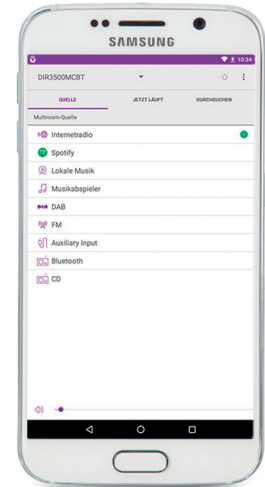 SAMSUNG
10:34
DIR3500MCBT
QUELLE JETZT LÄUFT DURCHSUCHEN
Multiroom-Quelle
Internetradio
Spotify
Lokale Musik
Musikabspieler
DAB DAB
FM
Auxiliary Input
Bluetooth
CD